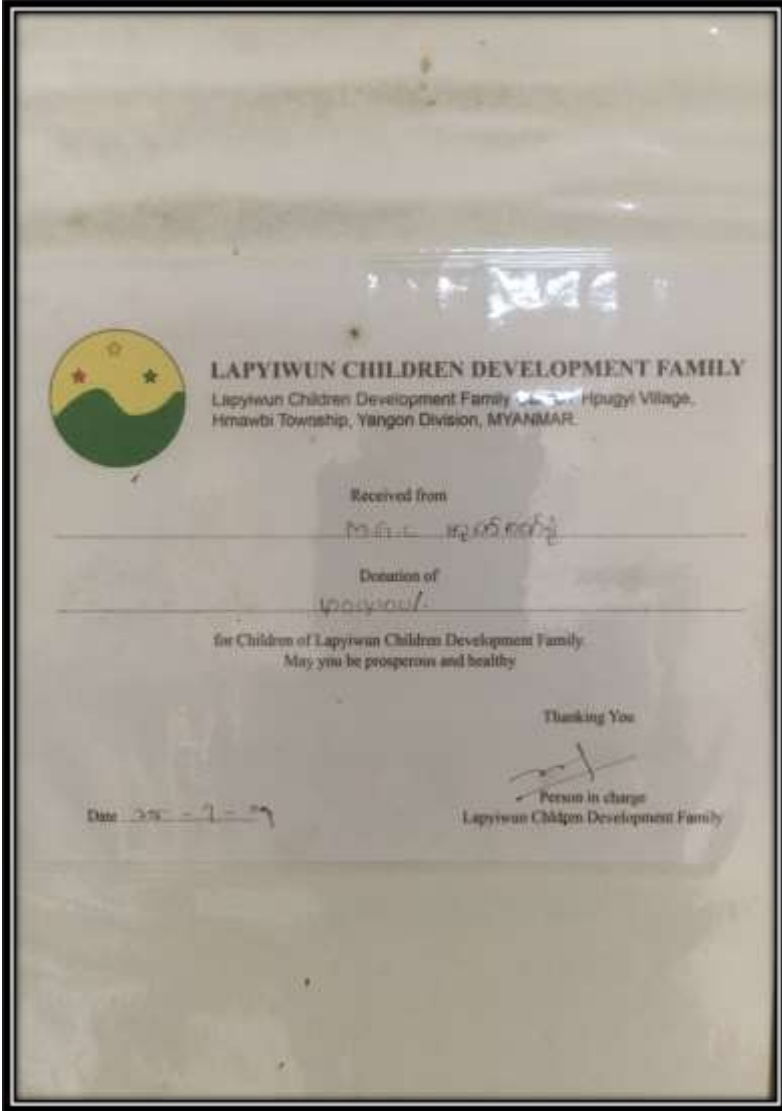 LAPYIWUN CHILDREN DEVELOPMENT FAMILY
Lapyiwun Children Development Family Hpugyi Village,
Hmawbi Township, Yangon Division, MYANMAR.
Received from
M.G.L
Donation of
for Children of Lapyiwun Children Development Family.
May you be prosperous and healthy
Thanking You
Person in charge
Date
Lapyiwun Children Development Family